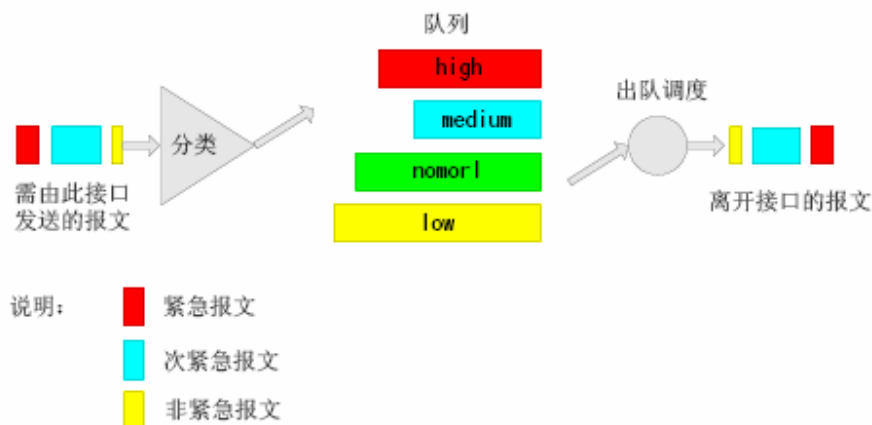 队列
high
medium
nomorl
low
分类
出队调度
需由此接口
发送的报文
离开接口的报文
说明：
紧急报文
次紧急报文
非紧急报文